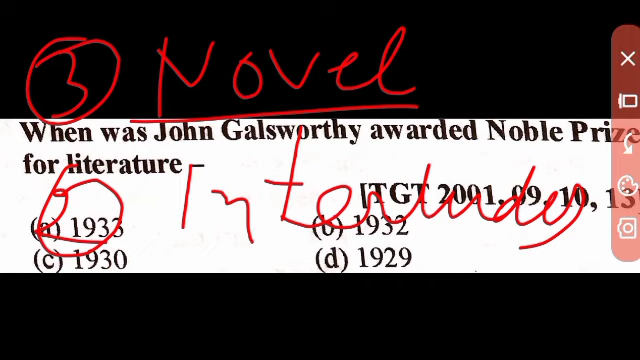 ③ Novel
When was John Galsworthy awarded Noble Prize
for literature –
② Interludes
[TGT 2001, 09, 10, 13
(a) 1933 (b) 1932
(c) 1930 (d) 1929